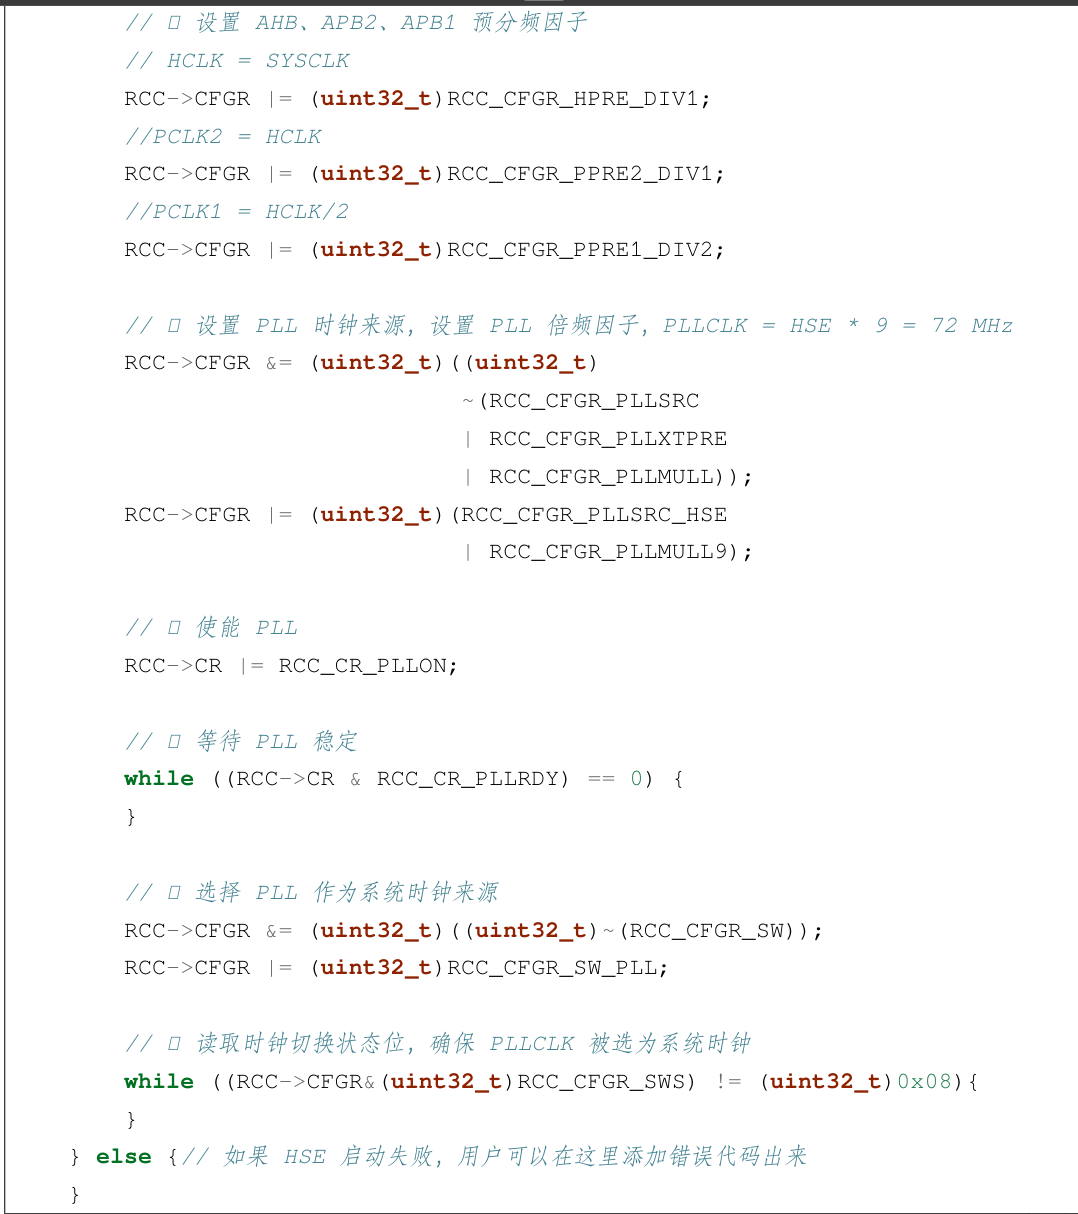 // □ 设置 AHB、APB2、APB1 预分频因子
// HCLK = SYSCLK
RCC->CFGR |= (uint32_t)RCC_CFGR_HPRE_DIV1;
//PCLK2 = HCLK
RCC->CFGR |= (uint32_t)RCC_CFGR_PPRE2_DIV1;
//PCLK1 = HCLK/2
RCC->CFGR |= (uint32_t)RCC_CFGR_PPRE1_DIV2;
// □ 设置 PLL 时钟来源，设置 PLL 倍频因子，PLLCLK = HSE * 9 = 72 MHz
RCC->CFGR &= (uint32_t)((uint32_t)
~(RCC_CFGR_PLLSRC
| RCC_CFGR_PLLXTPRE
| RCC_CFGR_PLLMULL));
RCC->CFGR |= (uint32_t)(RCC_CFGR_PLLSRC_HSE
| RCC_CFGR_PLLMULL9);
// □ 使能 PLL
RCC->CR |= RCC_CR_PLLON;
// □ 等待 PLL 稳定
while ((RCC->CR & RCC_CR_PLLRDY) == 0) {
}
// □ 选择 PLL 作为系统时钟来源
RCC->CFGR &= (uint32_t)((uint32_t)~(RCC_CFGR_SW));
RCC->CFGR |= (uint32_t)RCC_CFGR_SW_PLL;
// □ 读取时钟切换状态位，确保 PLLCLK 被选为系统时钟
while ((RCC->CFGR&(uint32_t)RCC_CFGR_SWS) != (uint32_t)0x08){
}
} else {// 如果 HSE 启动失败，用户可以在这里添加错误代码出来
}